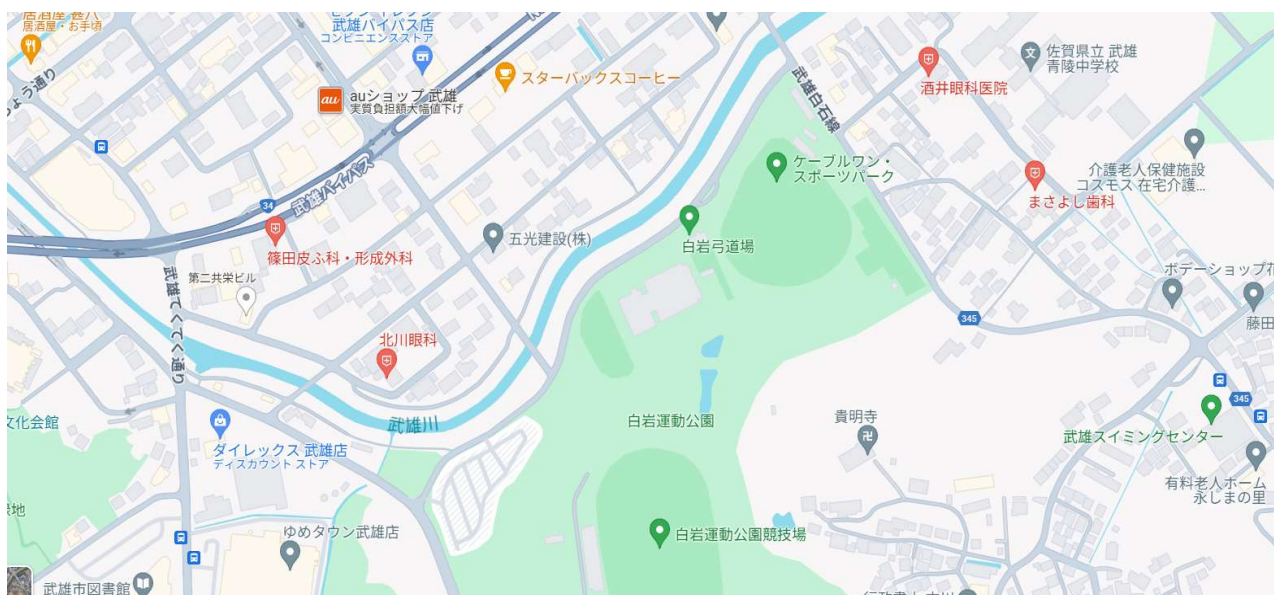 居酒屋・お手頃
武雄バイパス店
コンビニエンスストア
スターバックスコーヒー
au
auショップ 武雄
実質負担額大幅値下げ
武雄白石線
酒井眼科医院
佐賀県立 武雄
青陵中学校
ケーブルワン・
スポーツパーク
介護老人保健施設
コスモス 在宅介護...
まさよし歯科
34
武雄バイパス
五光建設(株)
白岩弓道場
篠田皮ふ科・形成外科
第二共栄ビル
武雄てくてく通り
ボデーショップ花
345
藤田
北川眼科
345
文化会館
武雄川
白岩運動公園
貴明寺
武雄スイミングセンター
ダイレックス 武雄店
ディスカウント ストア
有料老人ホーム
永しまの里
ゆめタウン武雄店
白岩運動公園競技場
武雄市図書館